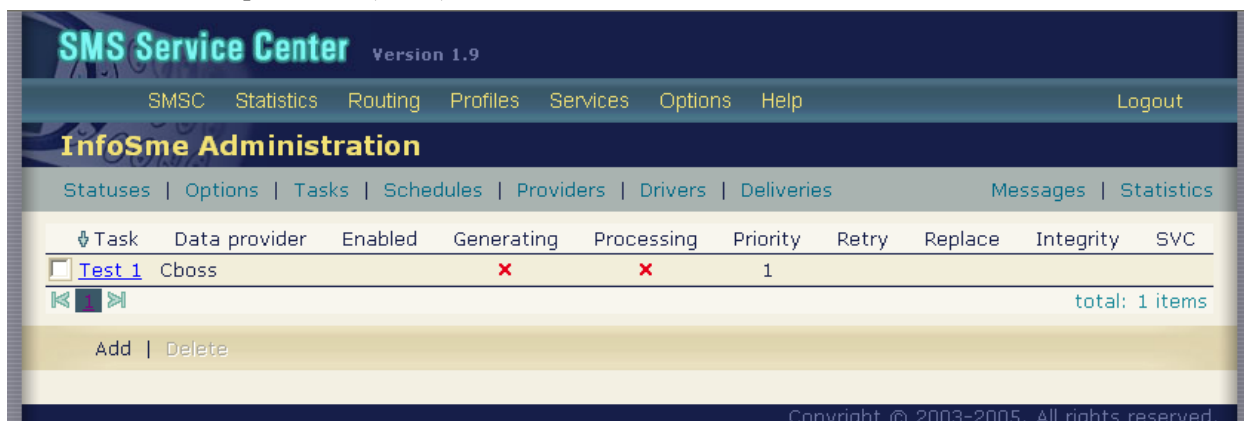 SMS Service Center Version 1.9
SMSC Statistics Routing Profiles Services Options Help Logout
InfoSme Administration
Statuses | Options | Tasks | Schedules | Providers | Drivers | Deliveries Messages | Statistics
Task Data provider Enabled Generating Processing Priority Retry Replace Integrity SVC
Test 1 Cboss 1
1 total: 1 items
Add | Delete
Copyright © 2003-2005. All rights reserved.